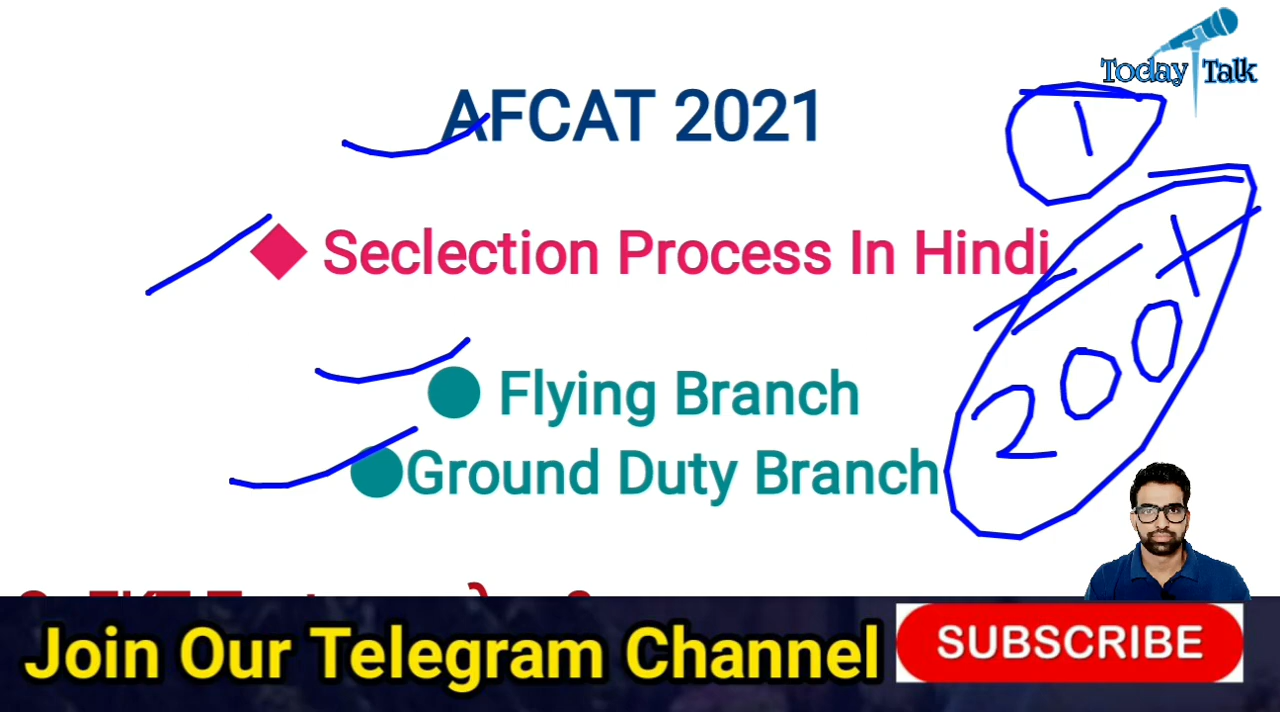 Today Talk
AFCAT 2021
1
Seclection Process In Hindi
200
Flying Branch
Ground Duty Branch
Join Our Telegram Channel
SUBSCRIBE